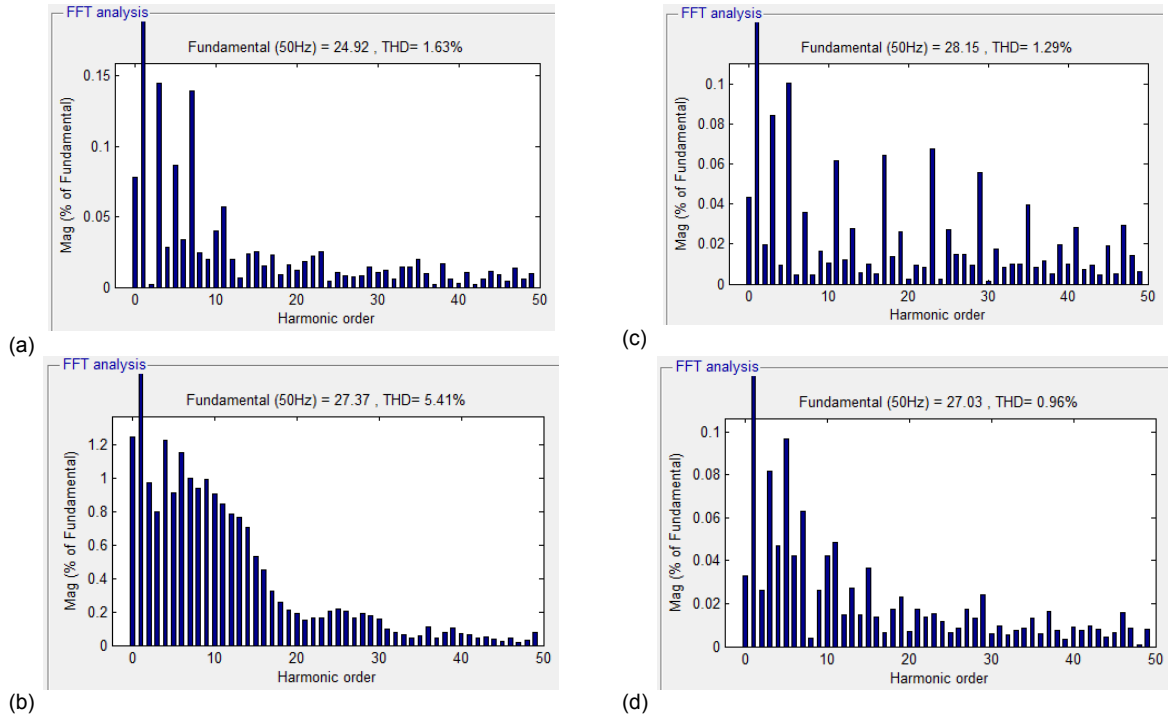 FFT analysis
Fundamental (50Hz) = 24.92 , THD= 1.63%
Mag (% of Fundamental)
0.15
0.1
0.05
0
0 10 20 30 40 50
Harmonic order
(a)
FFT analysis
Fundamental (50Hz) = 28.15 , THD= 1.29%
Mag (% of Fundamental)
0.1
0.08
0.06
0.04
0.02
0
0 10 20 30 40 50
Harmonic order
(c)
FFT analysis
Fundamental (50Hz) = 27.37 , THD= 5.41%
Mag (% of Fundamental)
1.2
1
0.8
0.6
0.4
0.2
0
0 10 20 30 40 50
Harmonic order
(b)
FFT analysis
Fundamental (50Hz) = 27.03 , THD= 0.96%
Mag (% of Fundamental)
0.1
0.08
0.06
0.04
0.02
0
0 10 20 30 40 50
Harmonic order
(d)